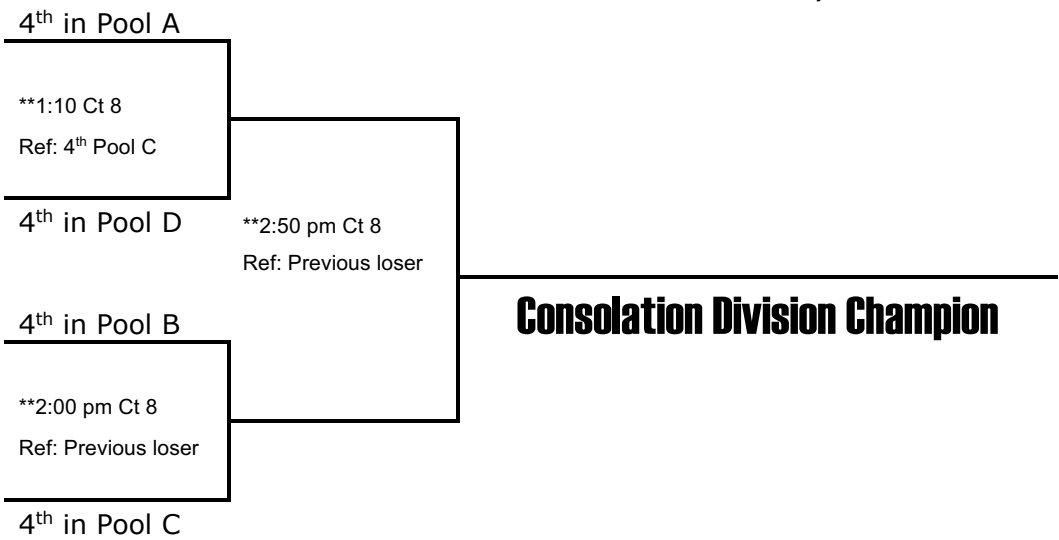 4th in Pool A
**1:10 Ct 8
Ref: 4th Pool C
4th in Pool D
**2:50 pm Ct 8
Ref: Previous loser
Consolation Division Champion
4th in Pool B
**2:00 pm Ct 8
Ref: Previous loser
4th in Pool C